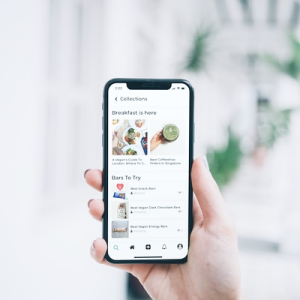 Collections
Breakfast is here
A Vegan's Guide To
London: Where To E...
Best Coffeeshop
Orders In Singapore
Bars To Try
Best Snack Bars
Best Vegan Dark Chocolate Bars
Best Vegan Energy Bars